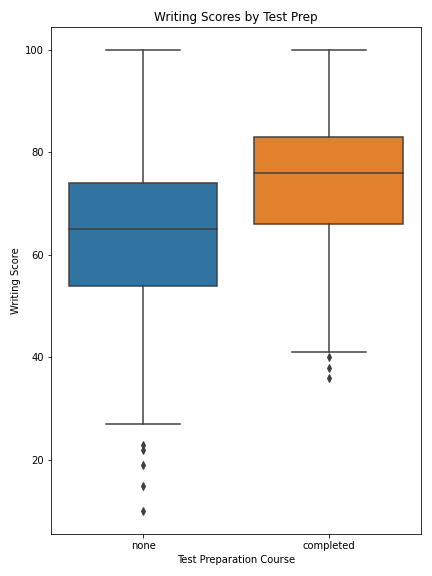 Writing Scores by Test Prep
100
80
60
40
20
Writing Score
none
completed
Test Preparation Course